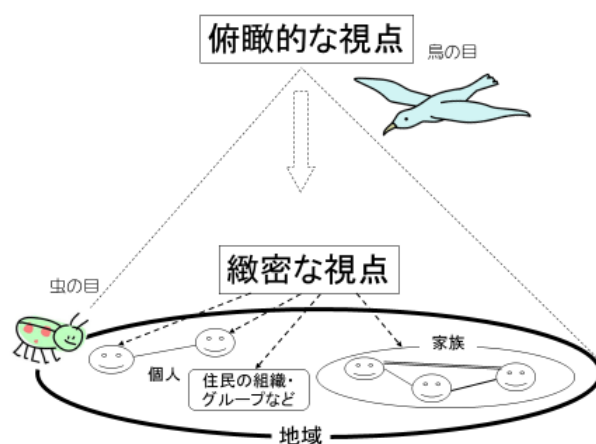 俯瞰的な視点
鳥の目
緻密な視点
虫の目
家族
個人
住民の組織・
グループなど
地域